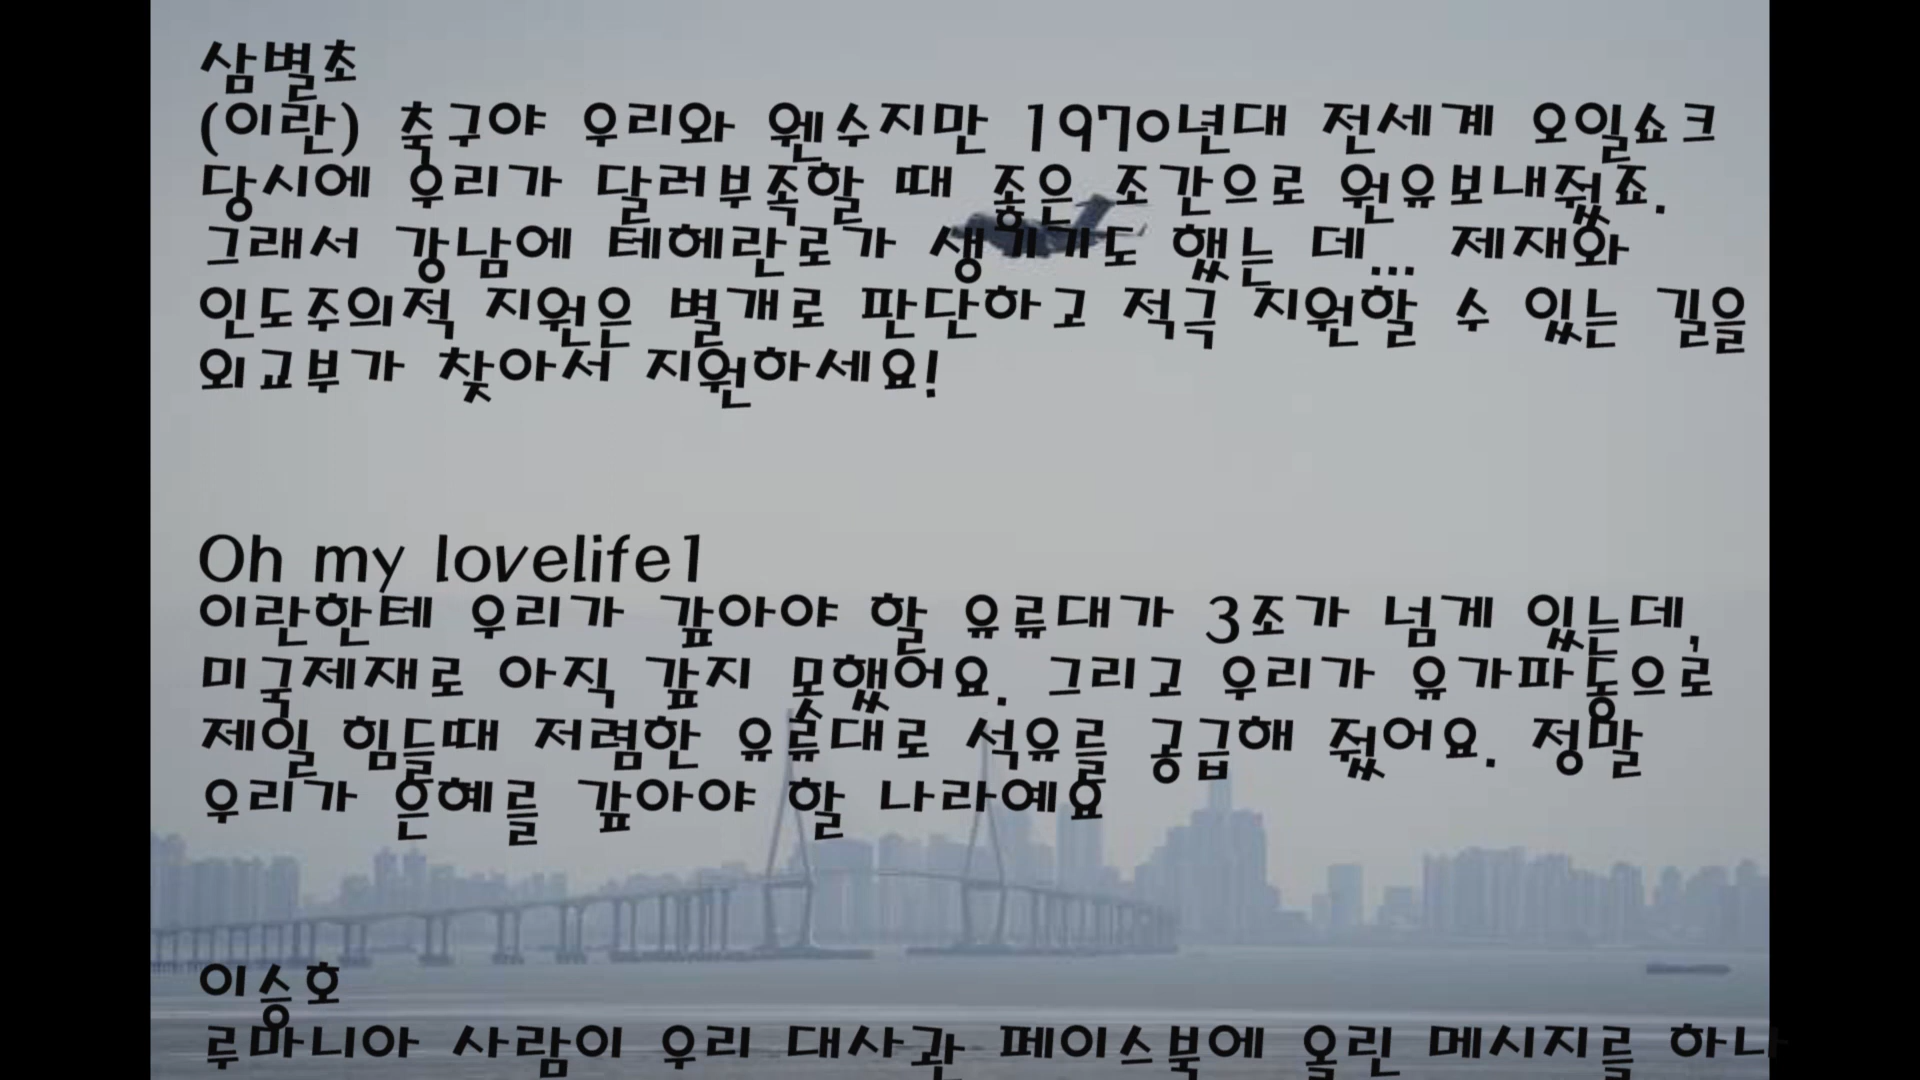 삼별초
(이란) 축구야 우리와 웬수지만 1970년대 전세계 오일쇼크
당시에 우리가 달러부족할 때 좋은 조간으로 원유보내줬죠.
그래서 강남에 테헤란로가 생기기도 했는 데... 제재와
인도주의적 지원은 별개로 판단하고 적극 지원할 수 있는 길을
외교부가 찾아서 지원하세요!
Oh my lovelife1
이란한테 우리가 갚아야 할 유류대가 3조가 넘게 있는데,
미국제재로 아직 갚지 못했어요. 그리고 우리가 유가파동으로
제일 힘들때 저렴한 유류대로 석유를 공급해 줬어요. 정말
우리가 은혜를 갚아야 할 나라예요
이승호
루마니아 사람이 우리 대사관 페이스북에 올린 메시지를 하나